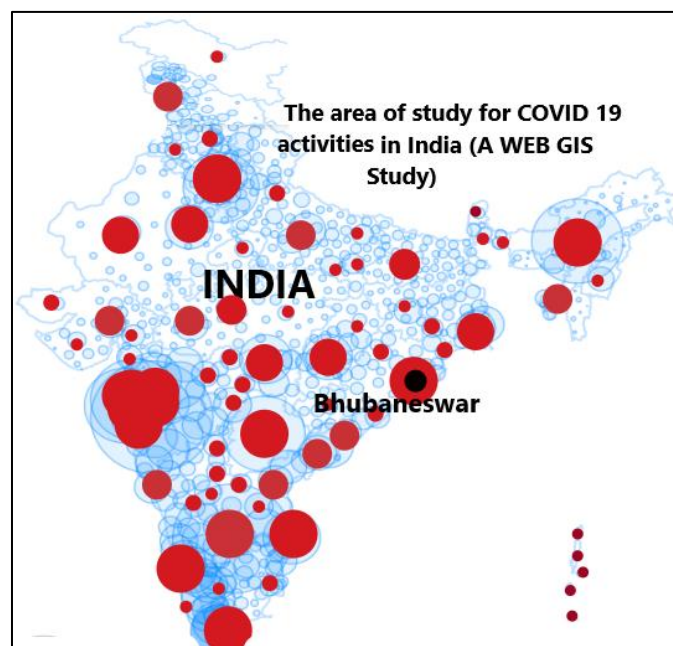 The area of study for COVID 19
activities in India (A WEB GIS
Study)
INDIA
Bhubaneswar